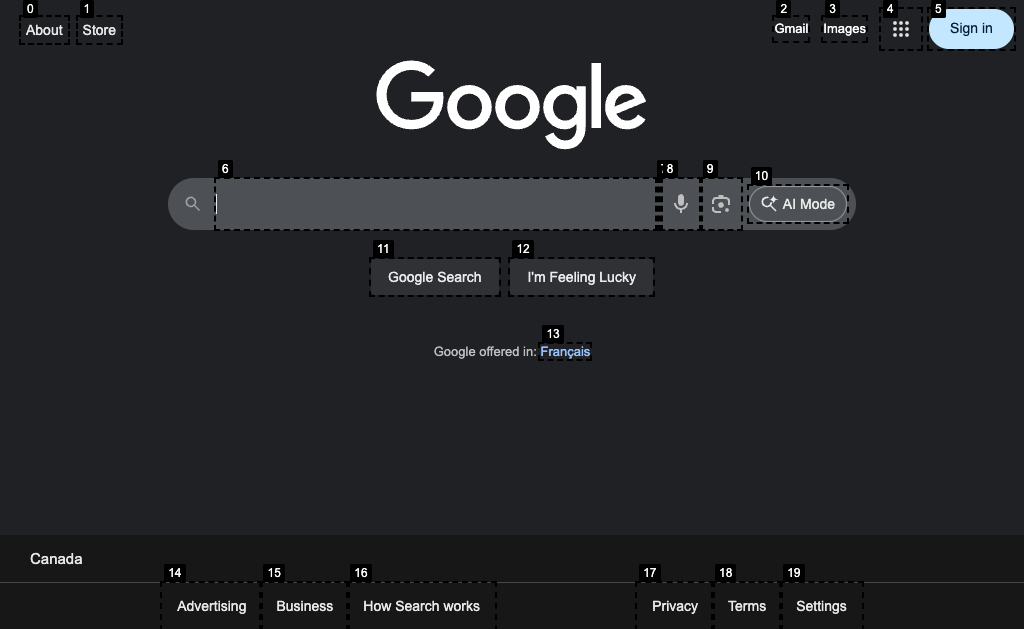 0 1 2 3 4 5
About Store Gmail Images Sign in
Google
6 8 9 10
AI Mode
11 12
Google Search I'm Feeling Lucky
13
Google offered in: Français
Canada
14 15 16 17 18 19
Advertising Business How Search works Privacy Terms Settings